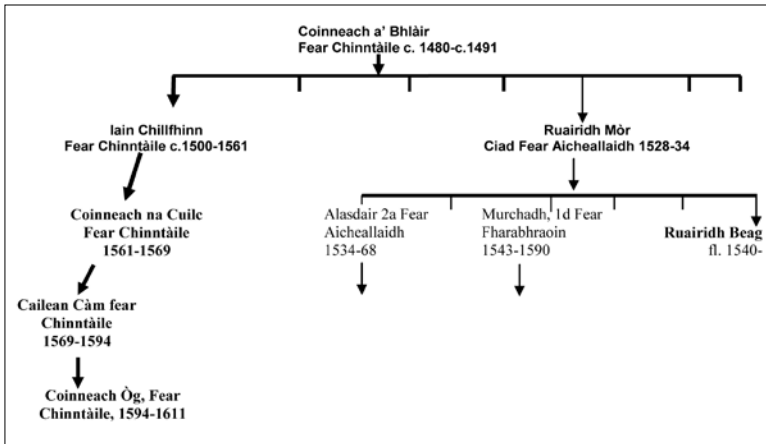 Coinneach a' Bhlàir
Fear Chinntàile c. 1480-c.1491
Iain Chillfhinn
Fear Chinntàile c.1500-1561
Ruairidh Mòr
Ciad Fear Aicheallaidh 1528-34
Coinneach na Cuilc
Fear Chinntàile
1561-1569
Alasdair 2a Fear
Aicheallaidh
1534-68
Murchadh, 1d Fear
Fharabhraoin
1543-1590
Ruairidh Beag
fl. 1540-
Cailean Càm fear
Chinntàile
1569-1594
Coinneach Òg, Fear
Chinntàile, 1594-1611